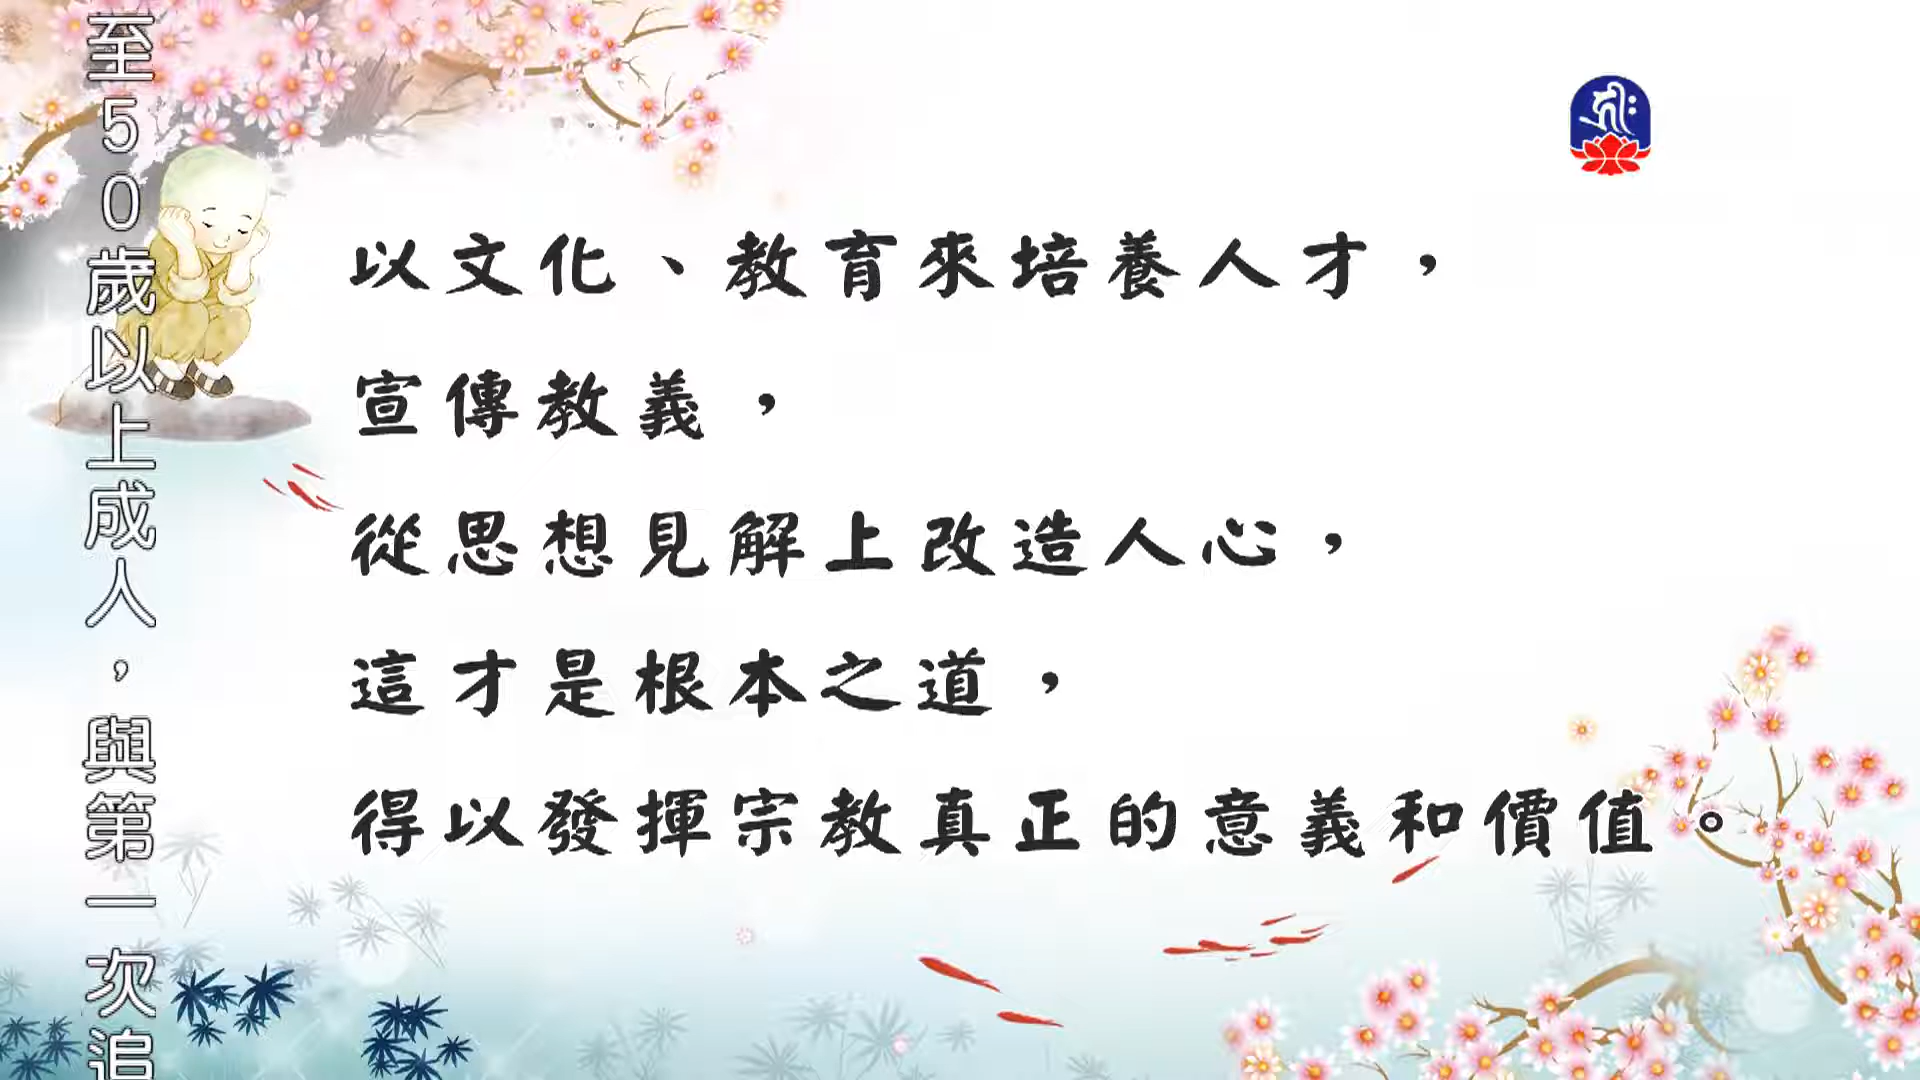 以文化、教育來培養人才，
宣傳教義，
從思想見解上改造人心，
這才是根本之道，
得以發揮宗教真正的意義和價值。
至50歲以上成人，與第一次追